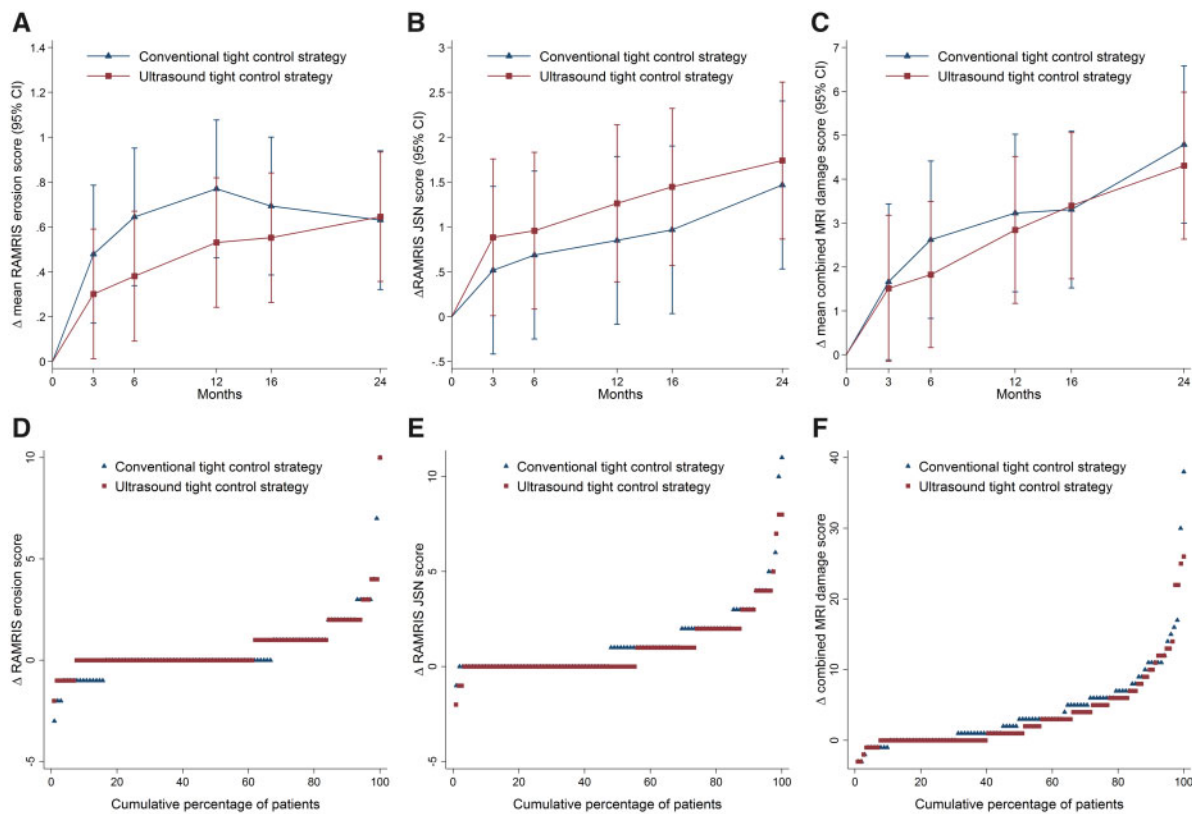 A
Δ mean RAMRIS erosion score (95% CI)
1.4
1.2
1
.8
.6
.4
.2
0
Conventional tight control strategy
Ultrasound tight control strategy
0 3 6 12 16 24
Months
B
ΔRAMRIS JSN score (95% CI)
3
2.5
2
1.5
1
.5
0
-.5
Conventional tight control strategy
Ultrasound tight control strategy
0 3 6 12 16 24
Months
C
Δ mean combined MRI damage score (95% CI)
7
6
5
4
3
2
1
0
Conventional tight control strategy
Ultrasound tight control strategy
0 3 6 12 16 24
Months
D
Δ RAMRIS erosion score
10
5
0
-5
Conventional tight control strategy
Ultrasound tight control strategy
0 20 40 60 80 100
Cumulative percentage of patients
E
Δ RAMRIS JSN score
10
5
0
-5
Conventional tight control strategy
Ultrasound tight control strategy
0 20 40 60 80 100
Cumulative percentage of patients
F
Δ combined MRI damage score
40
30
20
10
0
Conventional tight control strategy
Ultrasound tight control strategy
0 20 40 60 80 100
Cumulative percentage of patients